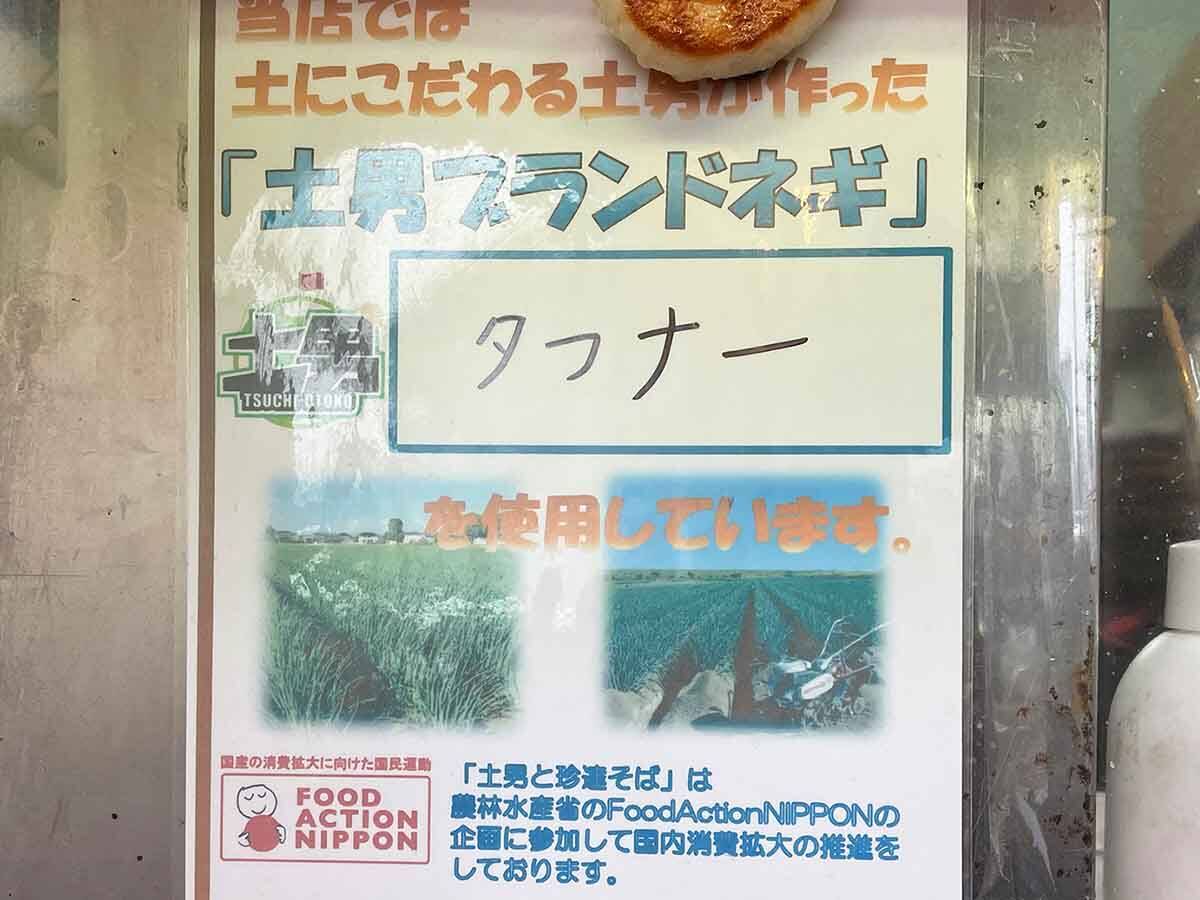 当店では
土にこだわる土男が作った
「土男ブランドネギ」
土男
TSUCHI OTOKO
タフナー
を使用しています。
国産の消費拡大に向けた国民運動
FOOD
ACTION
NIPPON
「土男と珍達そば」は
農林水産省のFoodActionNIPPONの
企画に参加して国内消費拡大の推進を
しております。